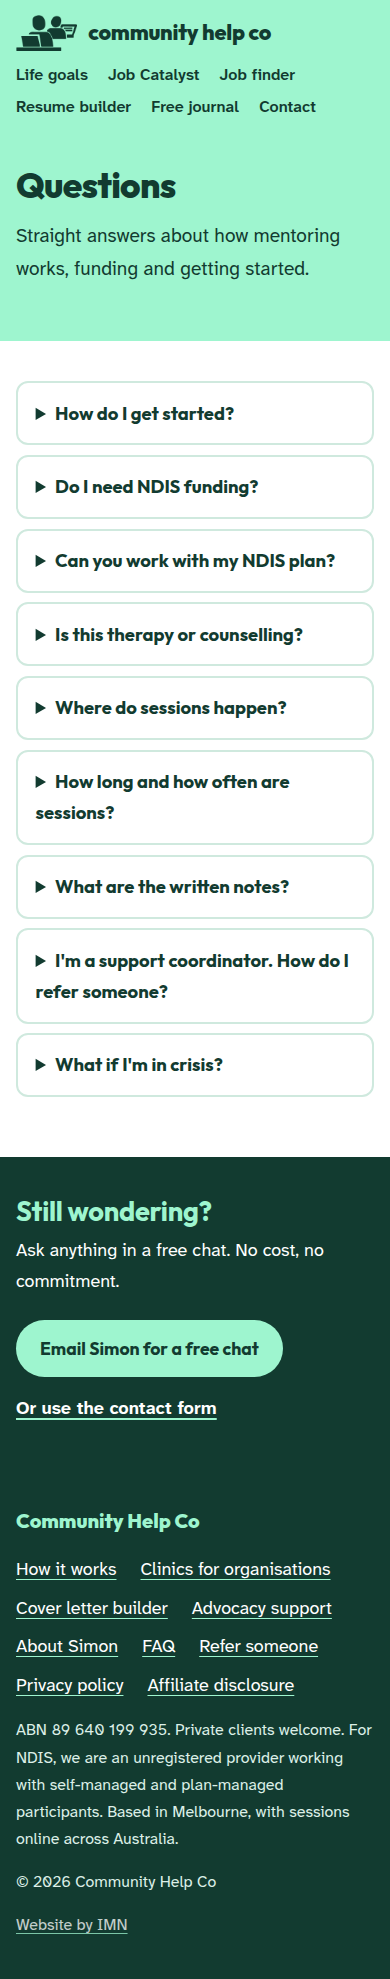 community help co
Life goals Job Catalyst Job finder
Resume builder Free journal Contact
Questions
Straight answers about how mentoring
works, funding and getting started.
How do I get started?
Do I need NDIS funding?
Can you work with my NDIS plan?
Is this therapy or counselling?
Where do sessions happen?
How long and how often are
sessions?
What are the written notes?
I'm a support coordinator. How do I
refer someone?
What if I'm in crisis?
Still wondering?
Ask anything in a free chat. No cost, no
commitment.
Email Simon for a free chat
Or use the contact form
Community Help Co
How it works Clinics for organisations
Cover letter builder Advocacy support
About Simon FAQ Refer someone
Privacy policy Affiliate disclosure
ABN 89 640 199 935. Private clients welcome. For
NDIS, we are an unregistered provider working
with self-managed and plan-managed
participants. Based in Melbourne, with sessions
online across Australia.
© 2026 Community Help Co
Website by IMN